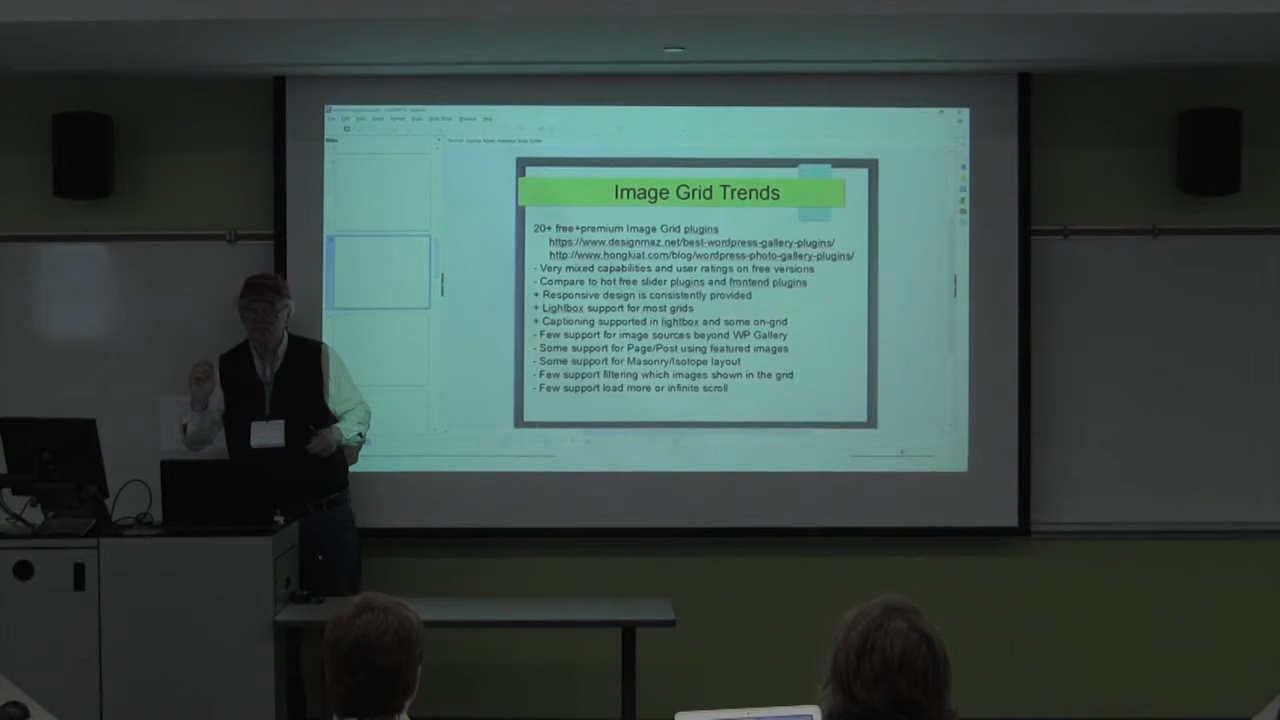 Image Grid Trends
20+ free+premium Image Grid plugins
https://www.designmaz.net/best-wordpress-gallery-plugins/
http://www.hongkiat.com/blog/wordpress-photo-gallery-plugins/
- Very mixed capabilities and user ratings on free versions
- Compare to hot free slider plugins and frontend plugins
+ Responsive design is consistently provided
+ Lightbox support for most grids
+ Captioning supported in lightbox and some on-grid
- Few support for image sources beyond WP Gallery
- Some support for Page/Post using featured images
- Some support for Masonry/Isotope layout
- Few support filtering which images shown in the grid
- Few support load more or infinite scroll